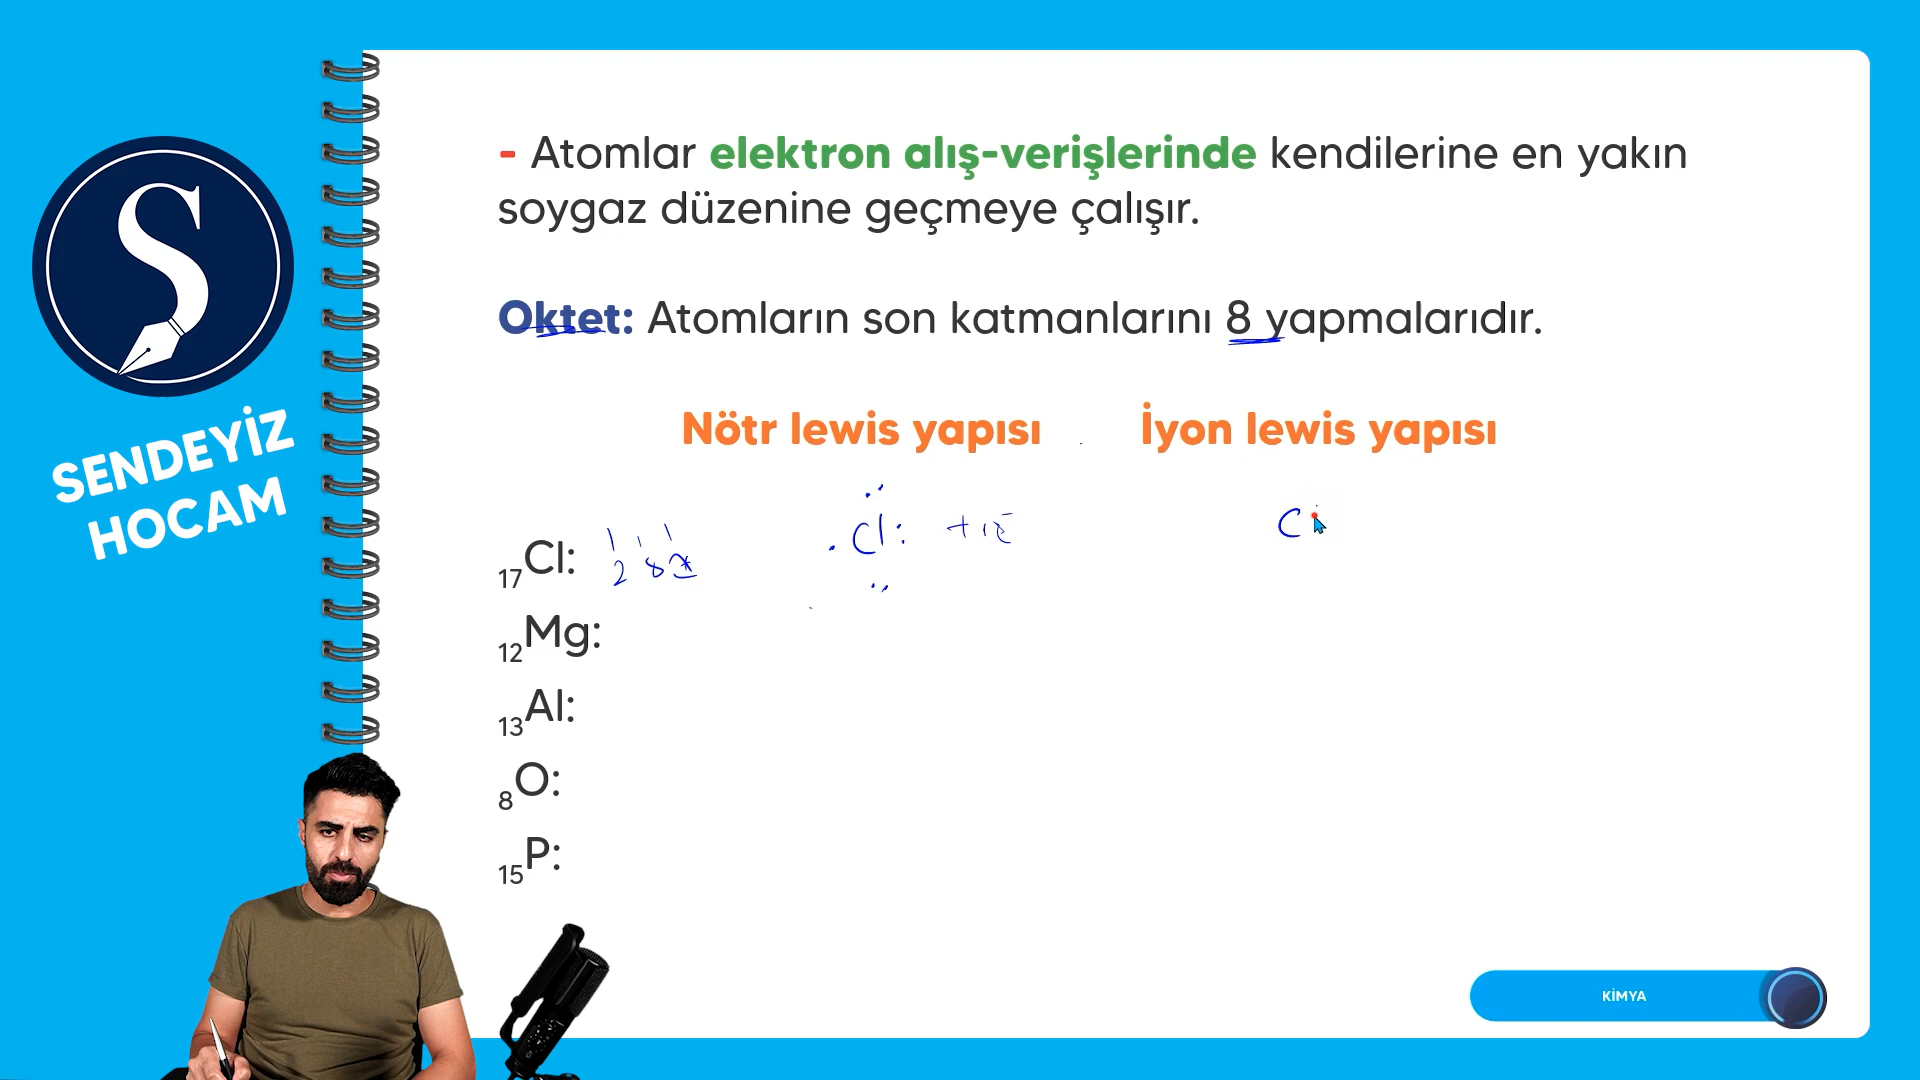 SENDEYİZ
HOCAM
- Atomlar elektron alış-verişlerinde kendilerine en yakın
soygaz düzenine geçmeye çalışır.
Oktet: Atomların son katmanlarını 8 yapmalarıdır.
Nötr lewis yapısı İyon lewis yapısı
17Cl: 2 8 7 Cl: +1e⁻ C
12Mg:
13Al:
8O:
15P:
KİMYA